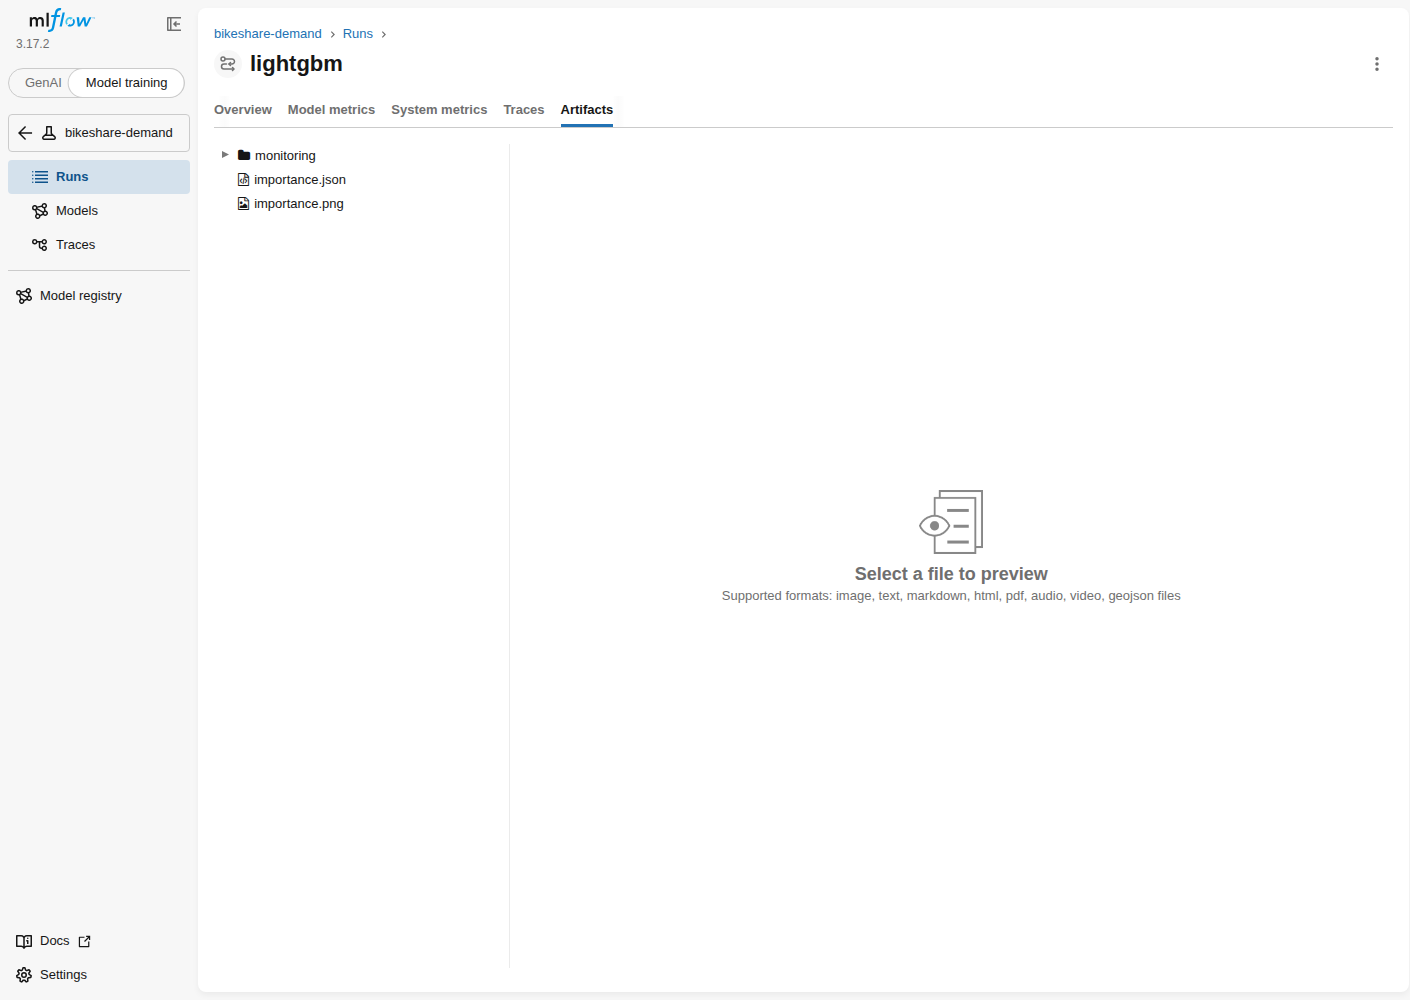 mlflow
3.17.2
GenAI
Model training
bikeshare-demand
Runs
Models
Traces
Model registry
Docs
Settings
bikeshare-demand > Runs >
lightgbm
Overview Model metrics System metrics Traces Artifacts
monitoring
importance.json
importance.png
Select a file to preview
Supported formats: image, text, markdown, html, pdf, audio, video, geojson files